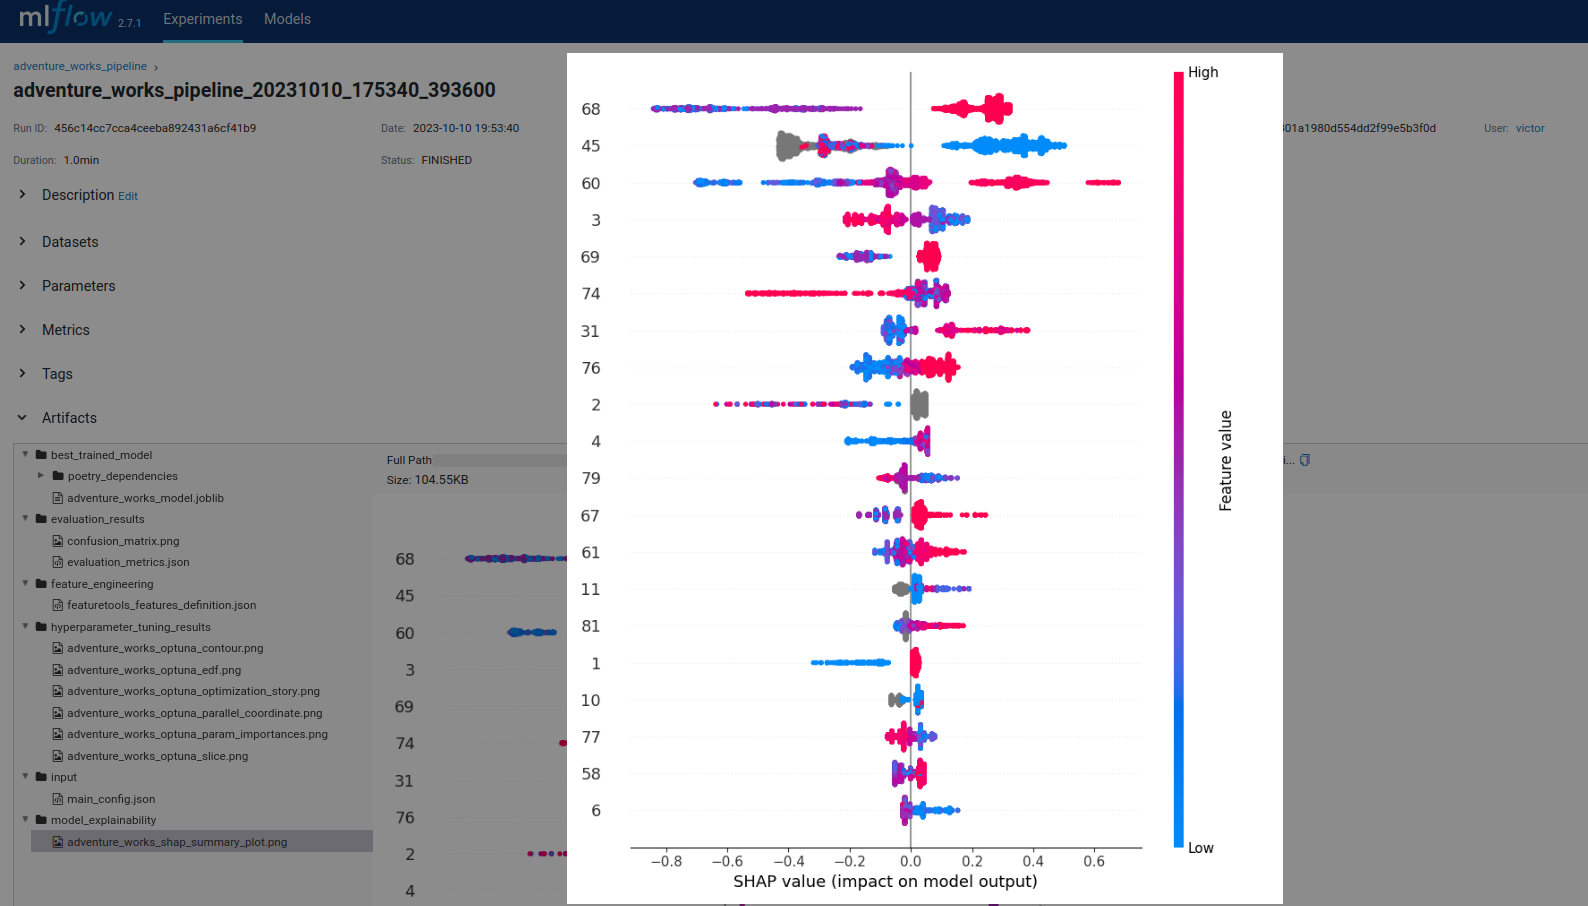 mlflow 2.7.1 Experiments Models
adventure_works_pipeline ›
adventure_works_pipeline_20231010_175340_393600
Run ID: 456c14cc7cca4ceeba892431a6cf41b9 Date: 2023-10-10 19:53:40 01a1980d554dd2f99e5b3f0d User: victor
Duration: 1.0min Status: FINISHED
Description Edit
Datasets
Parameters
Metrics
Tags
Artifacts
best_trained_model
poetry_dependencies
adventure_works_model.joblib
evaluation_results
confusion_matrix.png
evaluation_metrics.json
feature_engineering
featuretools_features_definition.json
hyperparameter_tuning_results
adventure_works_optuna_contour.png
adventure_works_optuna_edf.png
adventure_works_optuna_optimization_story.png
adventure_works_optuna_parallel_coordinate.png
adventure_works_optuna_param_importances.png
adventure_works_optuna_slice.png
input
main_config.json
model_explainability
adventure_works_shap_summary_plot.png
Full Path
i...
Size: 104.55KB
68
45
60
3
69
74
31
76
2
4
High
68
45
60
3
69
74
31
76
2
4
79
67
61
11
81
1
10
77
58
6
Feature value
Low
−0.8 −0.6 −0.4 −0.2 0.0 0.2 0.4 0.6
SHAP value (impact on model output)